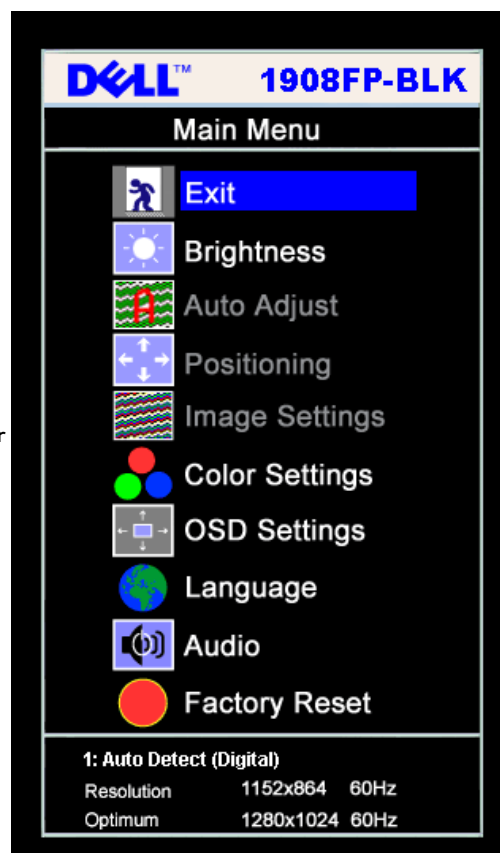 DELL™ 1908FP-BLK
Main Menu
Exit
Brightness
Auto Adjust
Positioning
Image Settings
r
Color Settings
OSD Settings
Language
Audio
Factory Reset
1: Auto Detect (Digital)
Resolution 1152x864 60Hz
Optimum 1280x1024 60Hz